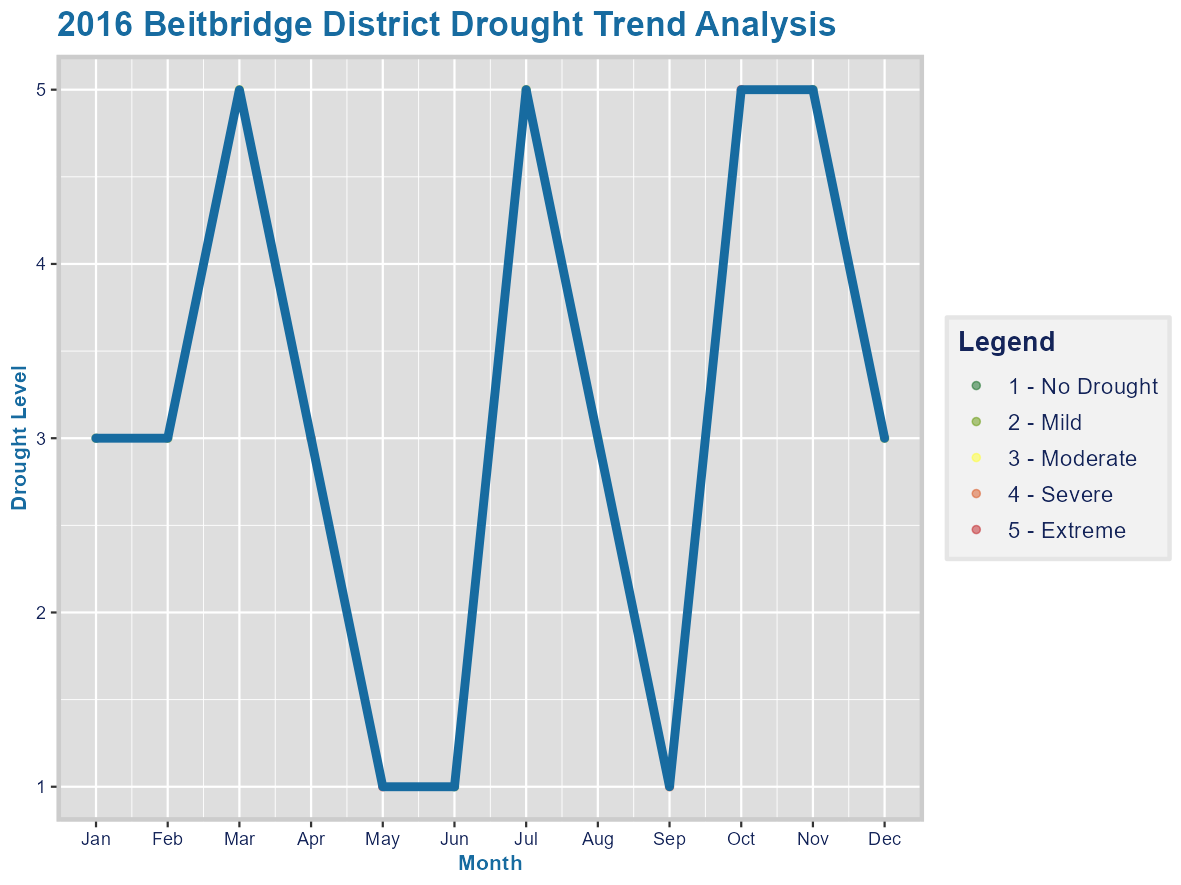 2016 Beitbridge District Drought Trend Analysis
5
4
3
2
1
Drought Level
Jan Feb Mar Apr May Jun Jul Aug Sep Oct Nov Dec
Month
Legend
1 - No Drought
2 - Mild
3 - Moderate
4 - Severe
5 - Extreme